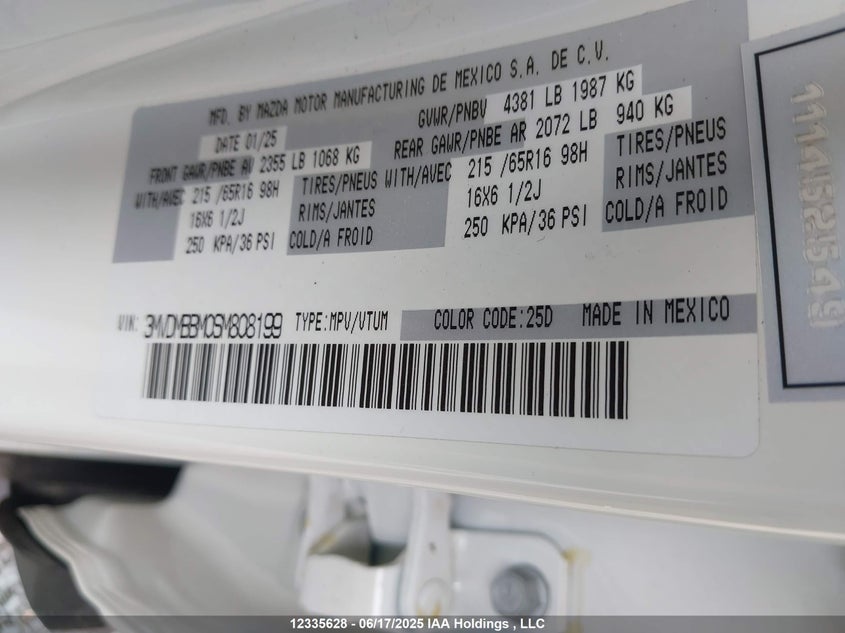 MFD. BY MAZDA MOTOR MANUFACTURING DE MEXICO S.A. DE C.V.
DATE 01/25
GVWR/PNBV 4381 LB 1987 KG
FRONT GAWR/PNBE AV 2355 LB 1068 KG
REAR GAWR/PNBE AR 2072 LB 940 KG
WITH/AVEC 215 /65R16 98H TIRES/PNEUS
WITH/AVEC 215 /65R16 98H TIRES/PNEUS
16X6 1/2J RIMS/JANTES
16X6 1/2J RIMS/JANTES
250 KPA/36 PSI COLD/A FROID
250 KPA/36 PSI COLD/A FROID
VIN: 3MVDMBBM0SM808199 TYPE:MPV/VTUM COLOR CODE:25D MADE IN MEXICO
12335628 - 06/17/2025 IAA Holdings , LLC